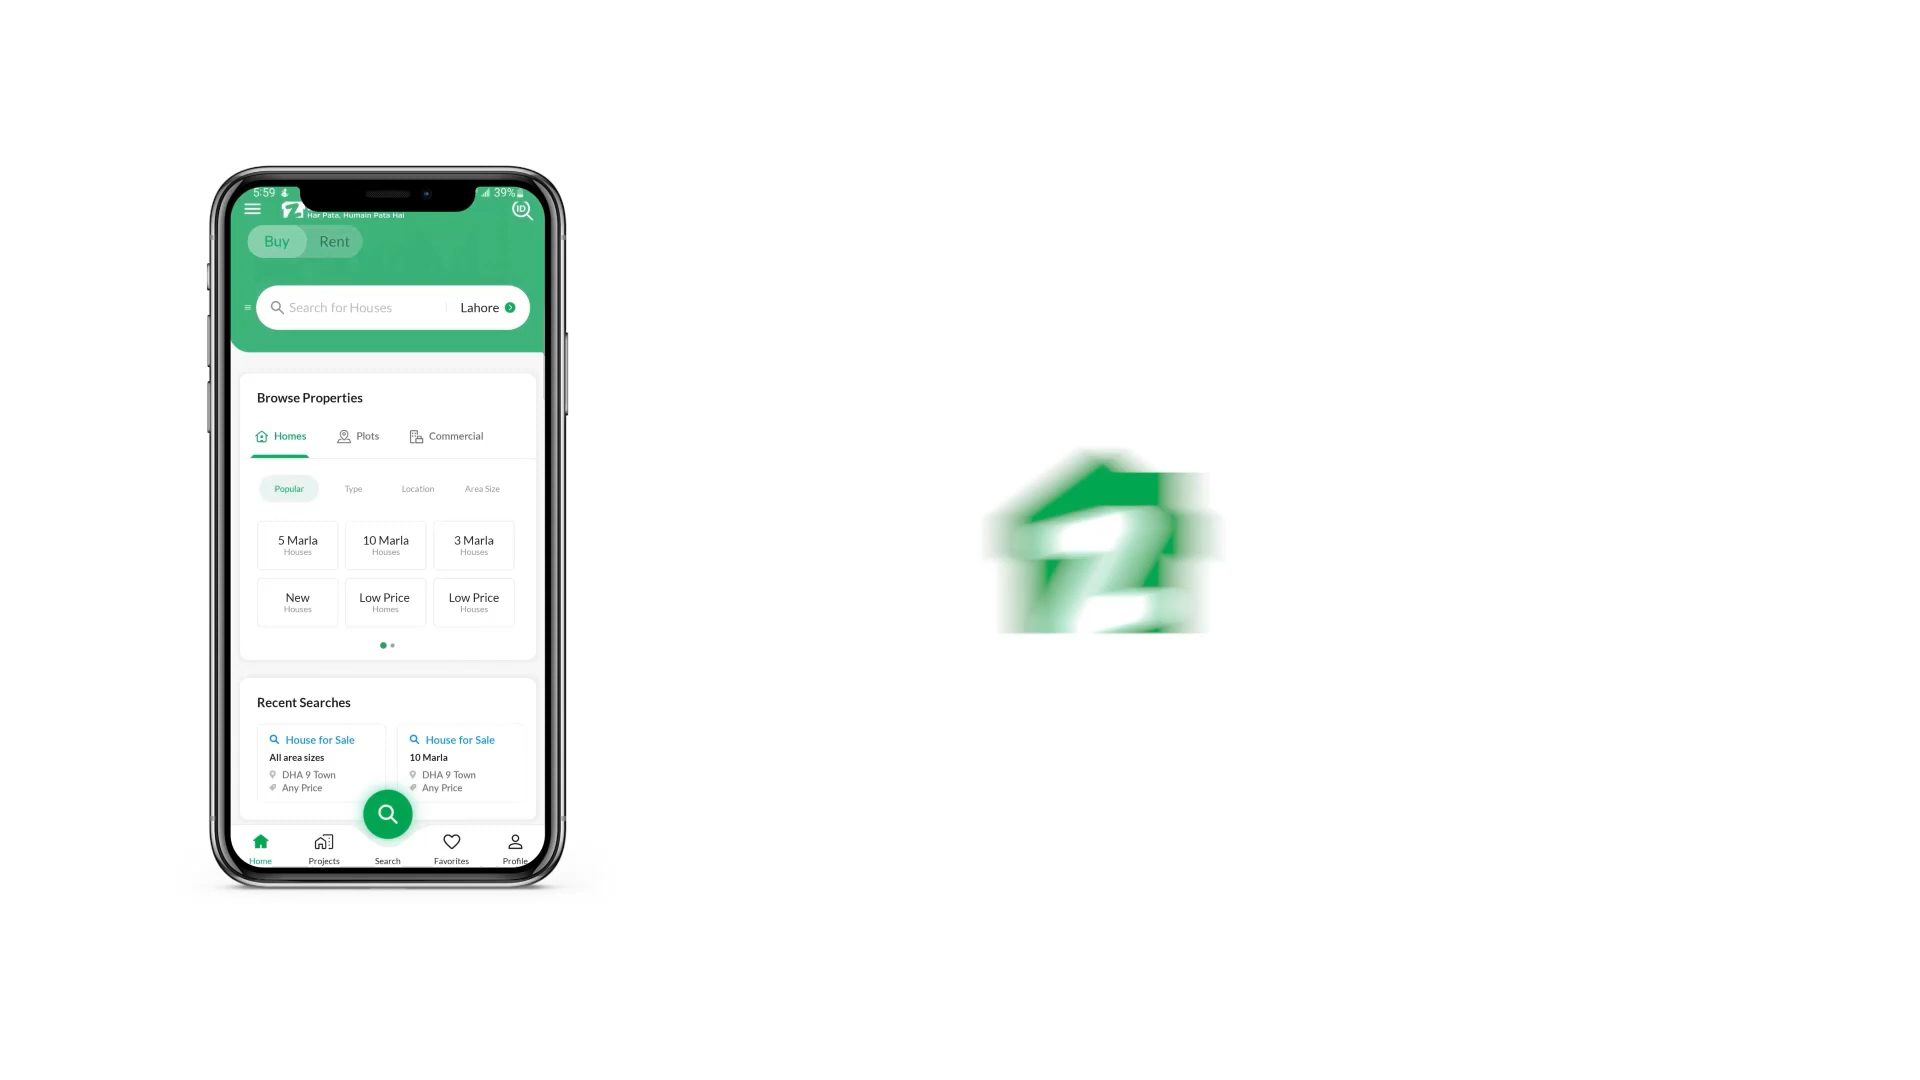 5:59
39%
Har Pata, Humain Pata Hai
ID
Buy Rent
Search for Houses Lahore
Browse Properties
Homes Plots Commercial
Popular Type Location Area Size
5 Marla 10 Marla 3 Marla
Houses Houses Houses
New Low Price Low Price
Houses Homes Houses
Recent Searches
House for Sale House for Sale
All area sizes 10 Marla
DHA 9 Town DHA 9 Town
Any Price Any Price
Home Projects Search Favorites Profile
Z